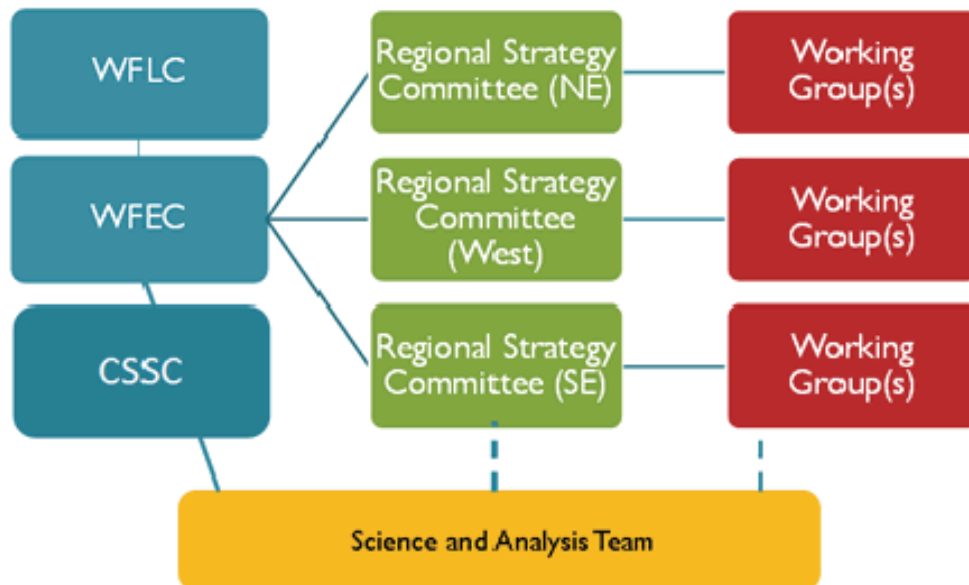 WFLC
Regional Strategy
Committee (NE)
Working
Group(s)
WFEC
Regional Strategy
Committee
(West)
Working
Group(s)
CSSC
Regional Strategy
Committee (SE)
Working
Group(s)
Science and Analysis Team